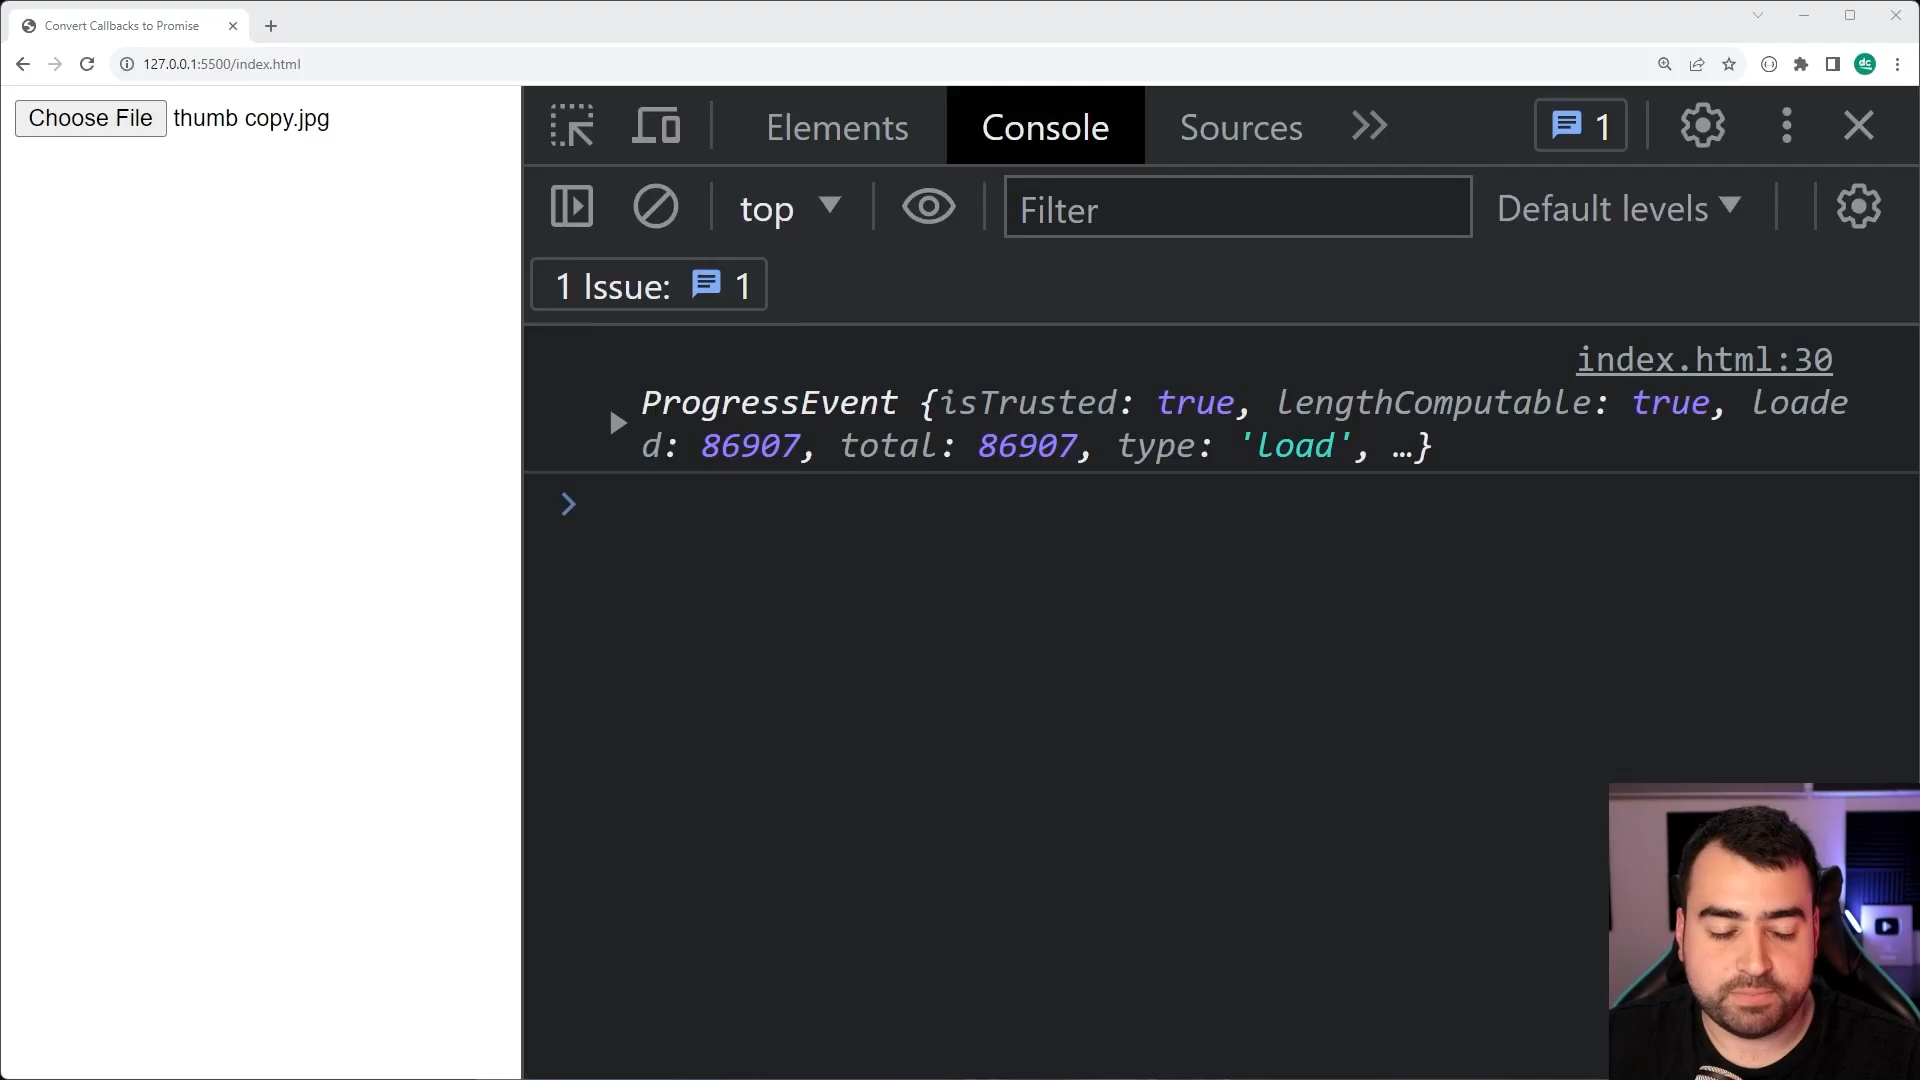 Convert Callbacks to Promise
127.0.0.1:5500/index.html
dc
Choose File thumb copy.jpg
Elements Console Sources 1
top Filter Default levels
1 Issue: 1
index.html:30
ProgressEvent {isTrusted: true, lengthComputable: true, loade
d: 86907, total: 86907, type: 'load', …}